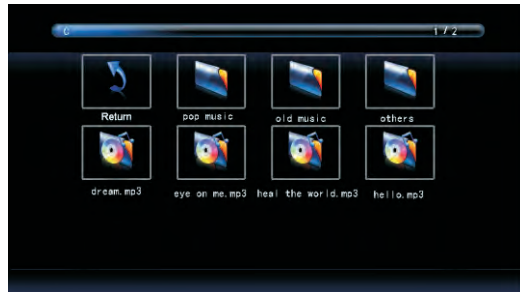 C 1 / 2
Return pop music old music others
dream.mp3 eye on me.mp3 heal the world.mp3 hello.mp3